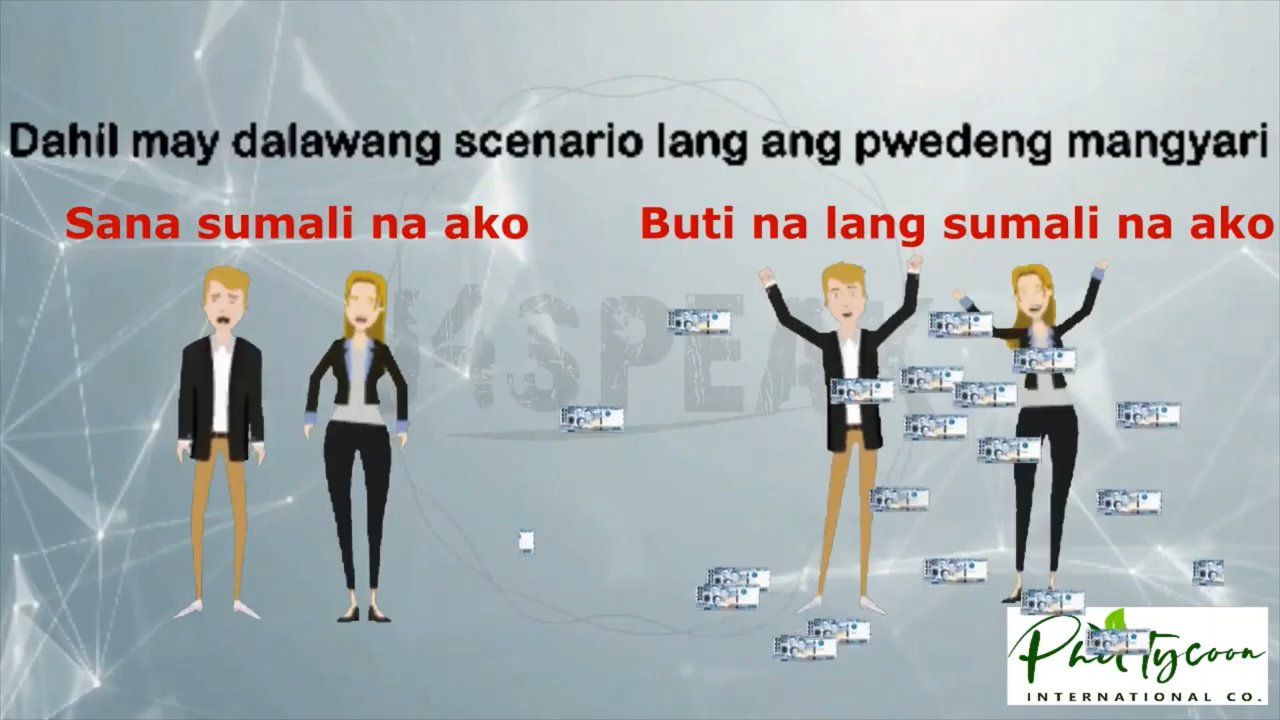 Dahil may dalawang scenario lang ang pwedeng mangyari
Sana sumali na ako
Buti na lang sumali na ako
INTERNATIONAL CO.